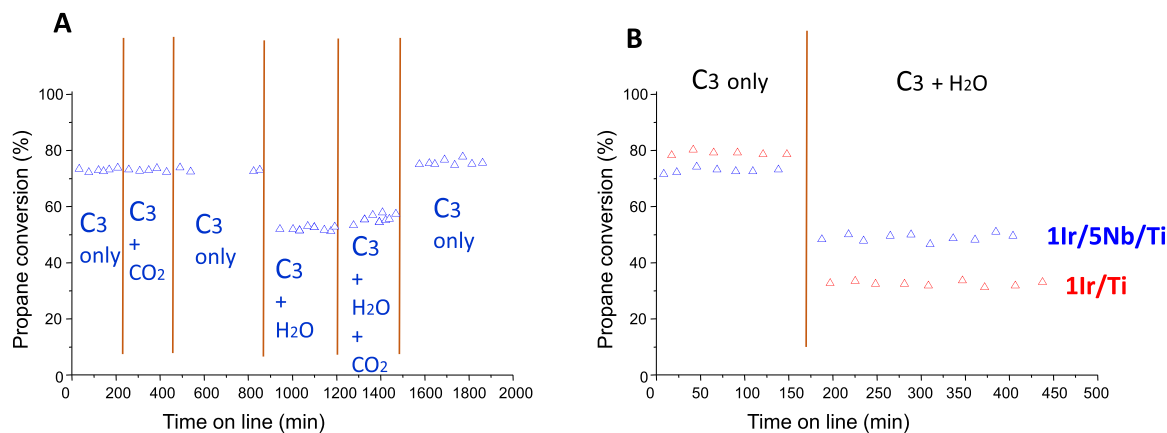 A
C3
only
C3
+
CO2
C3
only
C3
+
H2O
C3
+
H2O
+
CO2
C3
only
100
80
60
40
20
0
Propane conversion (%)
0 200 400 600 800 1000 1200 1400 1600 1800 2000
Time on line (min)
B
C3 only
C3 + H2O
100
80
60
40
20
0
Propane conversion (%)
1Ir/5Nb/Ti
1Ir/Ti
0 50 100 150 200 250 300 350 400 450 500
Time on line (min)